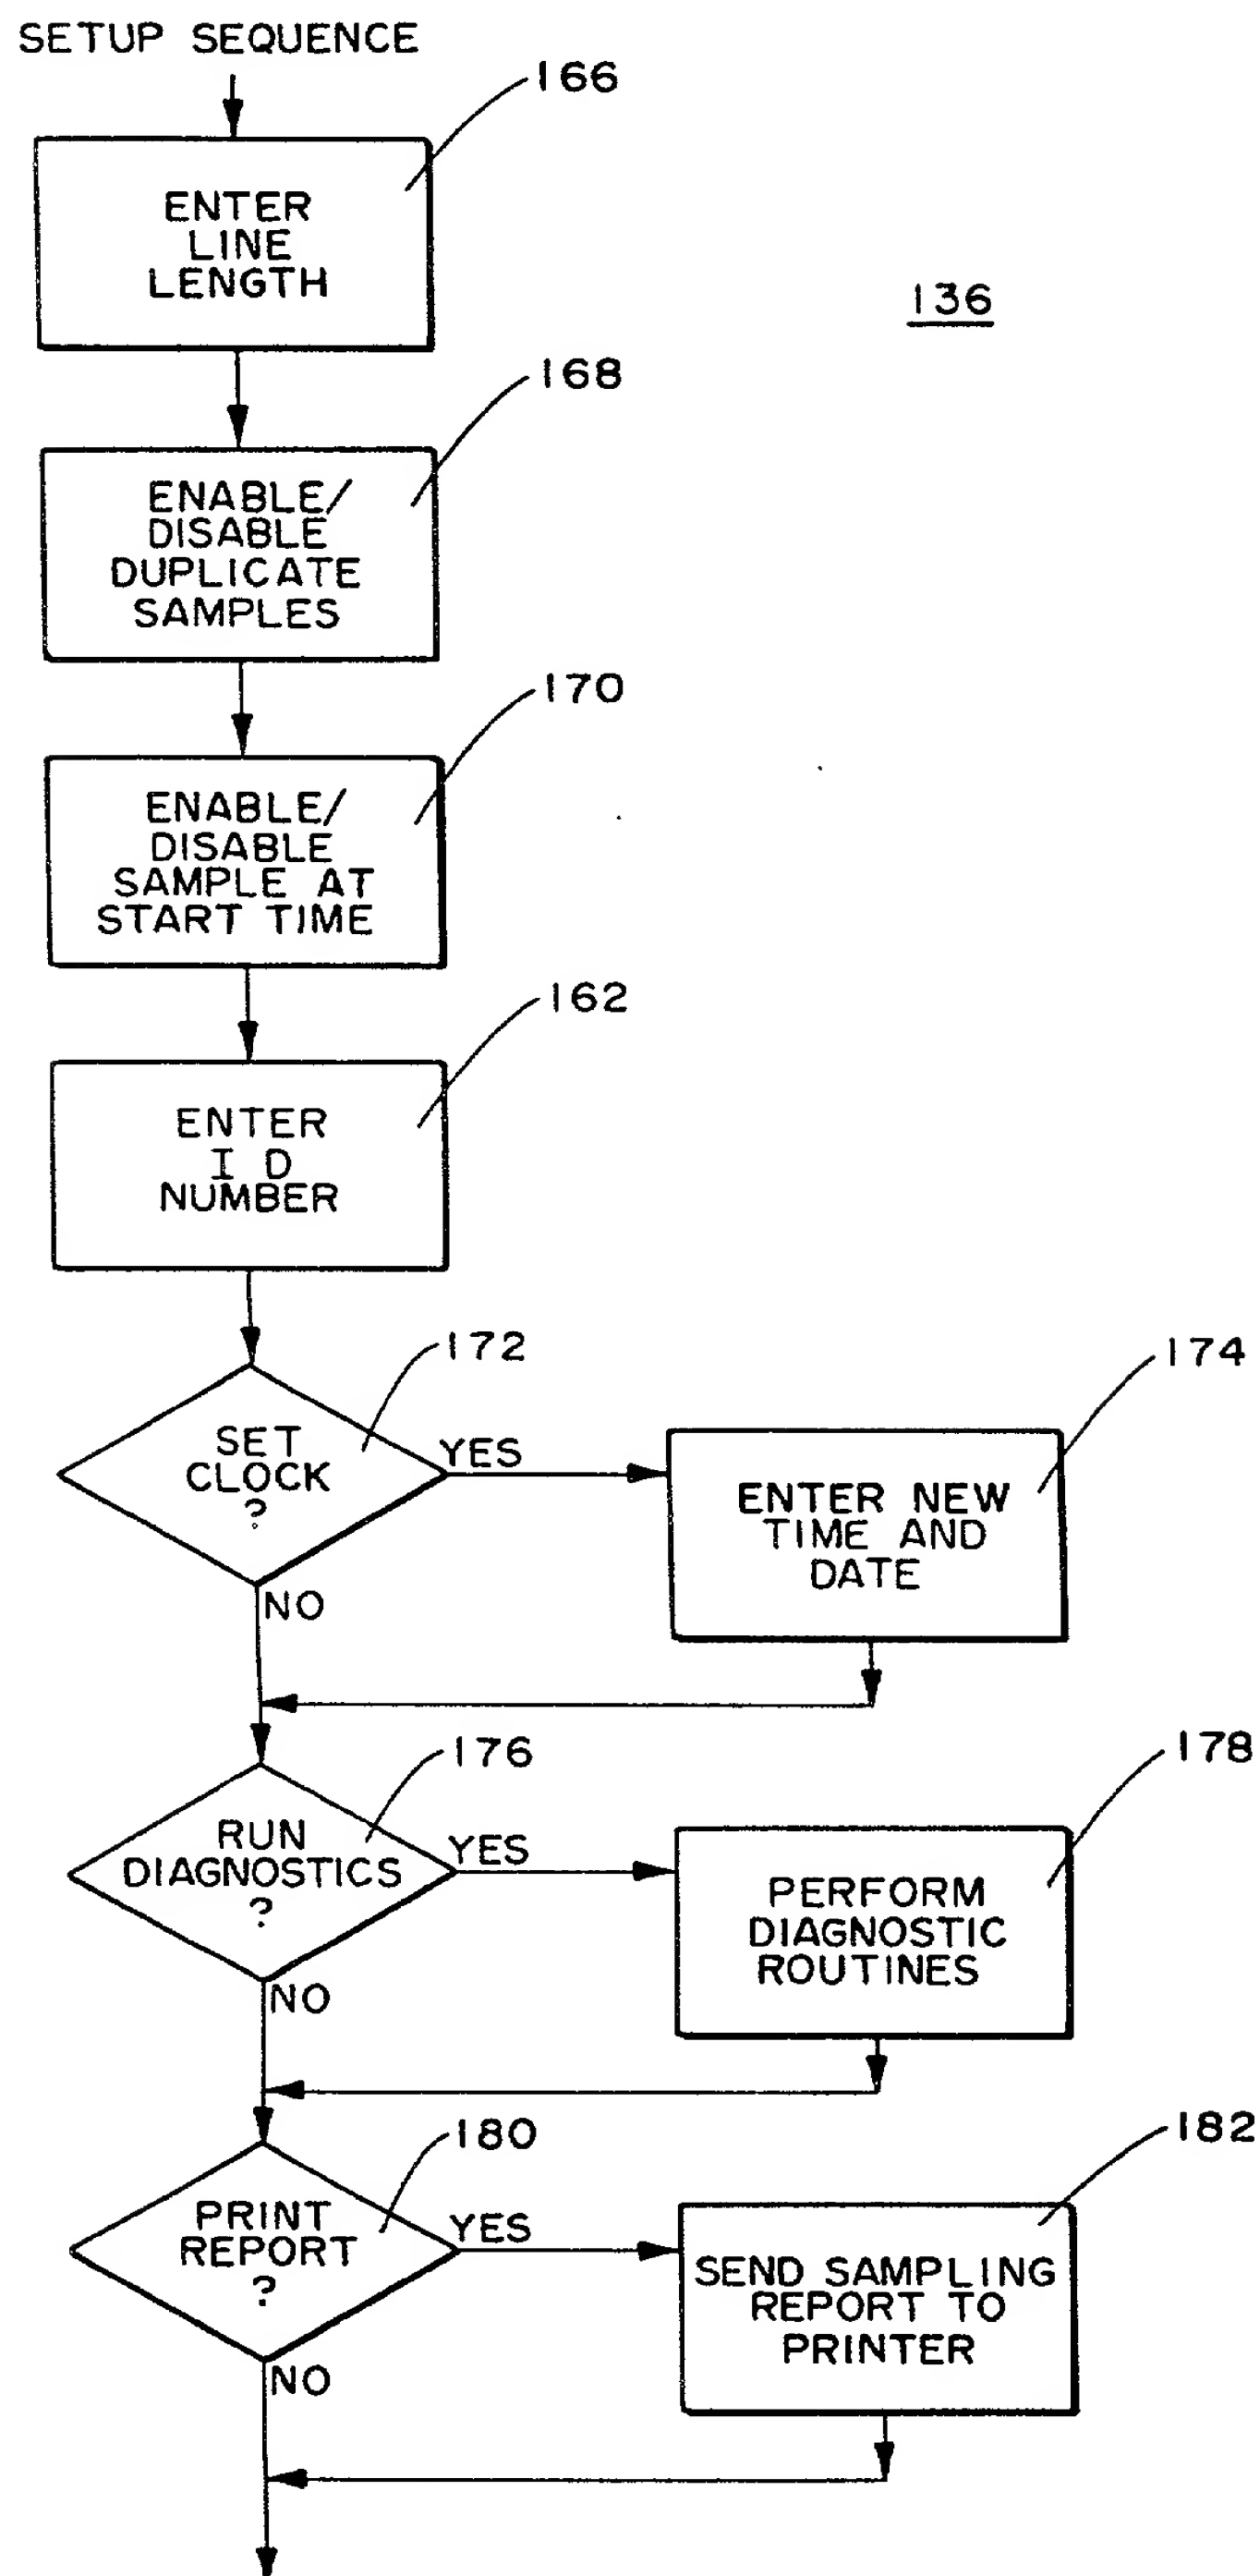 SETUP SEQUENCE
166
ENTER
LINE
LENGTH
136
168
ENABLE/
DISABLE
DUPLICATE
SAMPLES
170
ENABLE/
DISABLE
SAMPLE AT
START TIME
162
ENTER
I D
NUMBER
172
SET
CLOCK
?
YES
NO
174
ENTER NEW
TIME AND
DATE
176
RUN
DIAGNOSTICS
?
YES
NO
178
PERFORM
DIAGNOSTIC
ROUTINES
180
PRINT
REPORT
?
YES
NO
182
SEND SAMPLING
REPORT TO
PRINTER